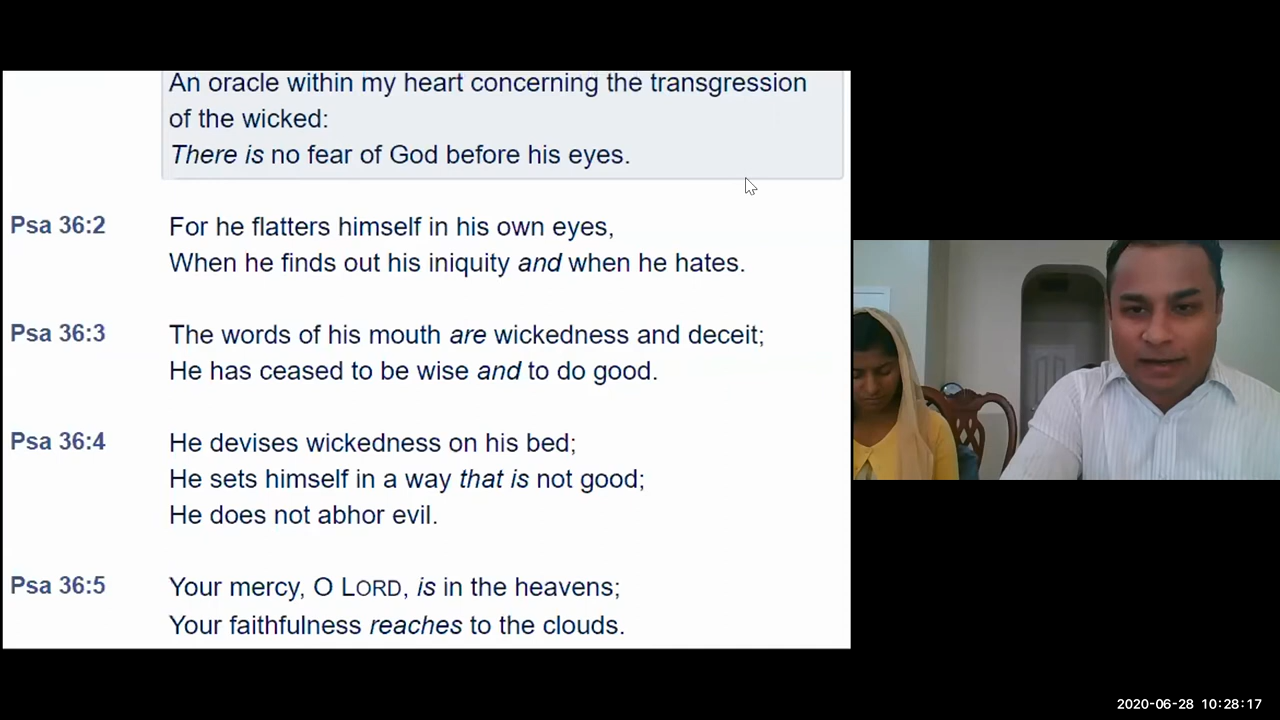 An oracle within my heart concerning the transgression
of the wicked:
There is no fear of God before his eyes.
Psa 36:2 For he flatters himself in his own eyes,
When he finds out his iniquity and when he hates.
Psa 36:3 The words of his mouth are wickedness and deceit;
He has ceased to be wise and to do good.
Psa 36:4 He devises wickedness on his bed;
He sets himself in a way that is not good;
He does not abhor evil.
Psa 36:5 Your mercy, O LORD, is in the heavens;
Your faithfulness reaches to the clouds.
2020-06-28 10:28:17